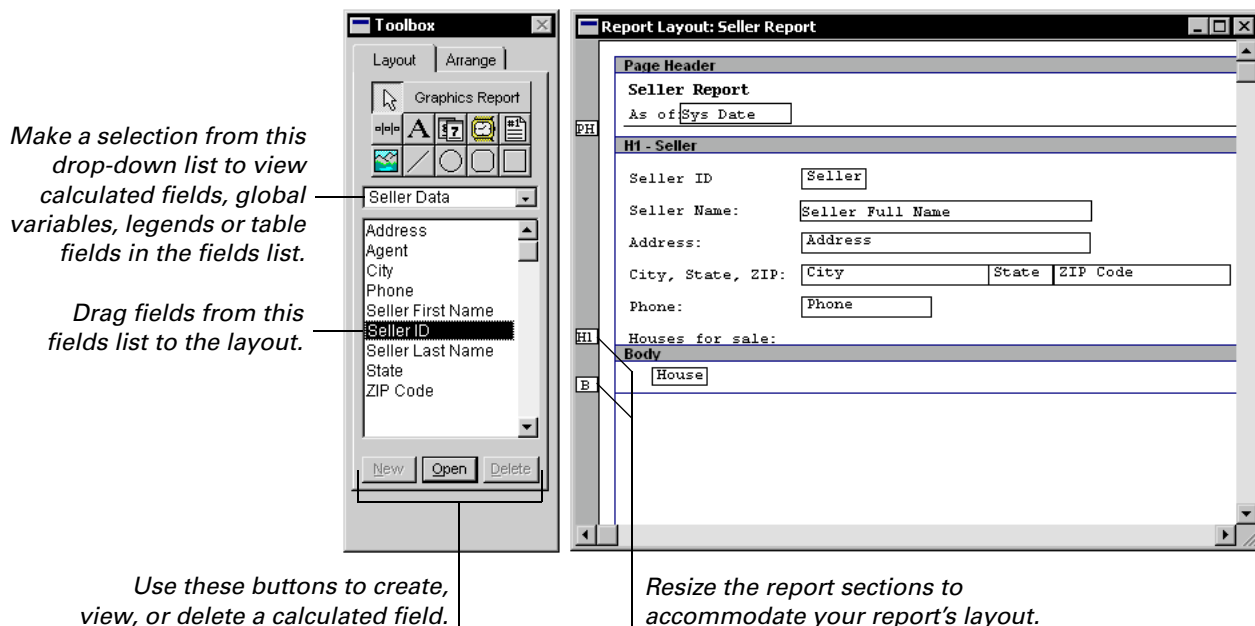 Toolbox
Layout
Arrange
Graphics Report
A
7
#1
Seller Data
Address
Agent
City
Phone
Seller First Name
Seller ID
Seller Last Name
State
ZIP Code
New
Open
Delete
Make a selection from this
drop-down list to view
calculated fields, global
variables, legends or table
fields in the fields list.
Drag fields from this
fields list to the layout.
Use these buttons to create,
view, or delete a calculated field.
Report Layout: Seller Report
Page Header
Seller Report
As of Sys Date
PH
H1 - Seller
Seller ID Seller
Seller Name: Seller Full Name
Address: Address
City, State, ZIP: City State ZIP Code
Phone: Phone
H1
Houses for sale:
Body
B
House
Resize the report sections to
accommodate your report's layout.